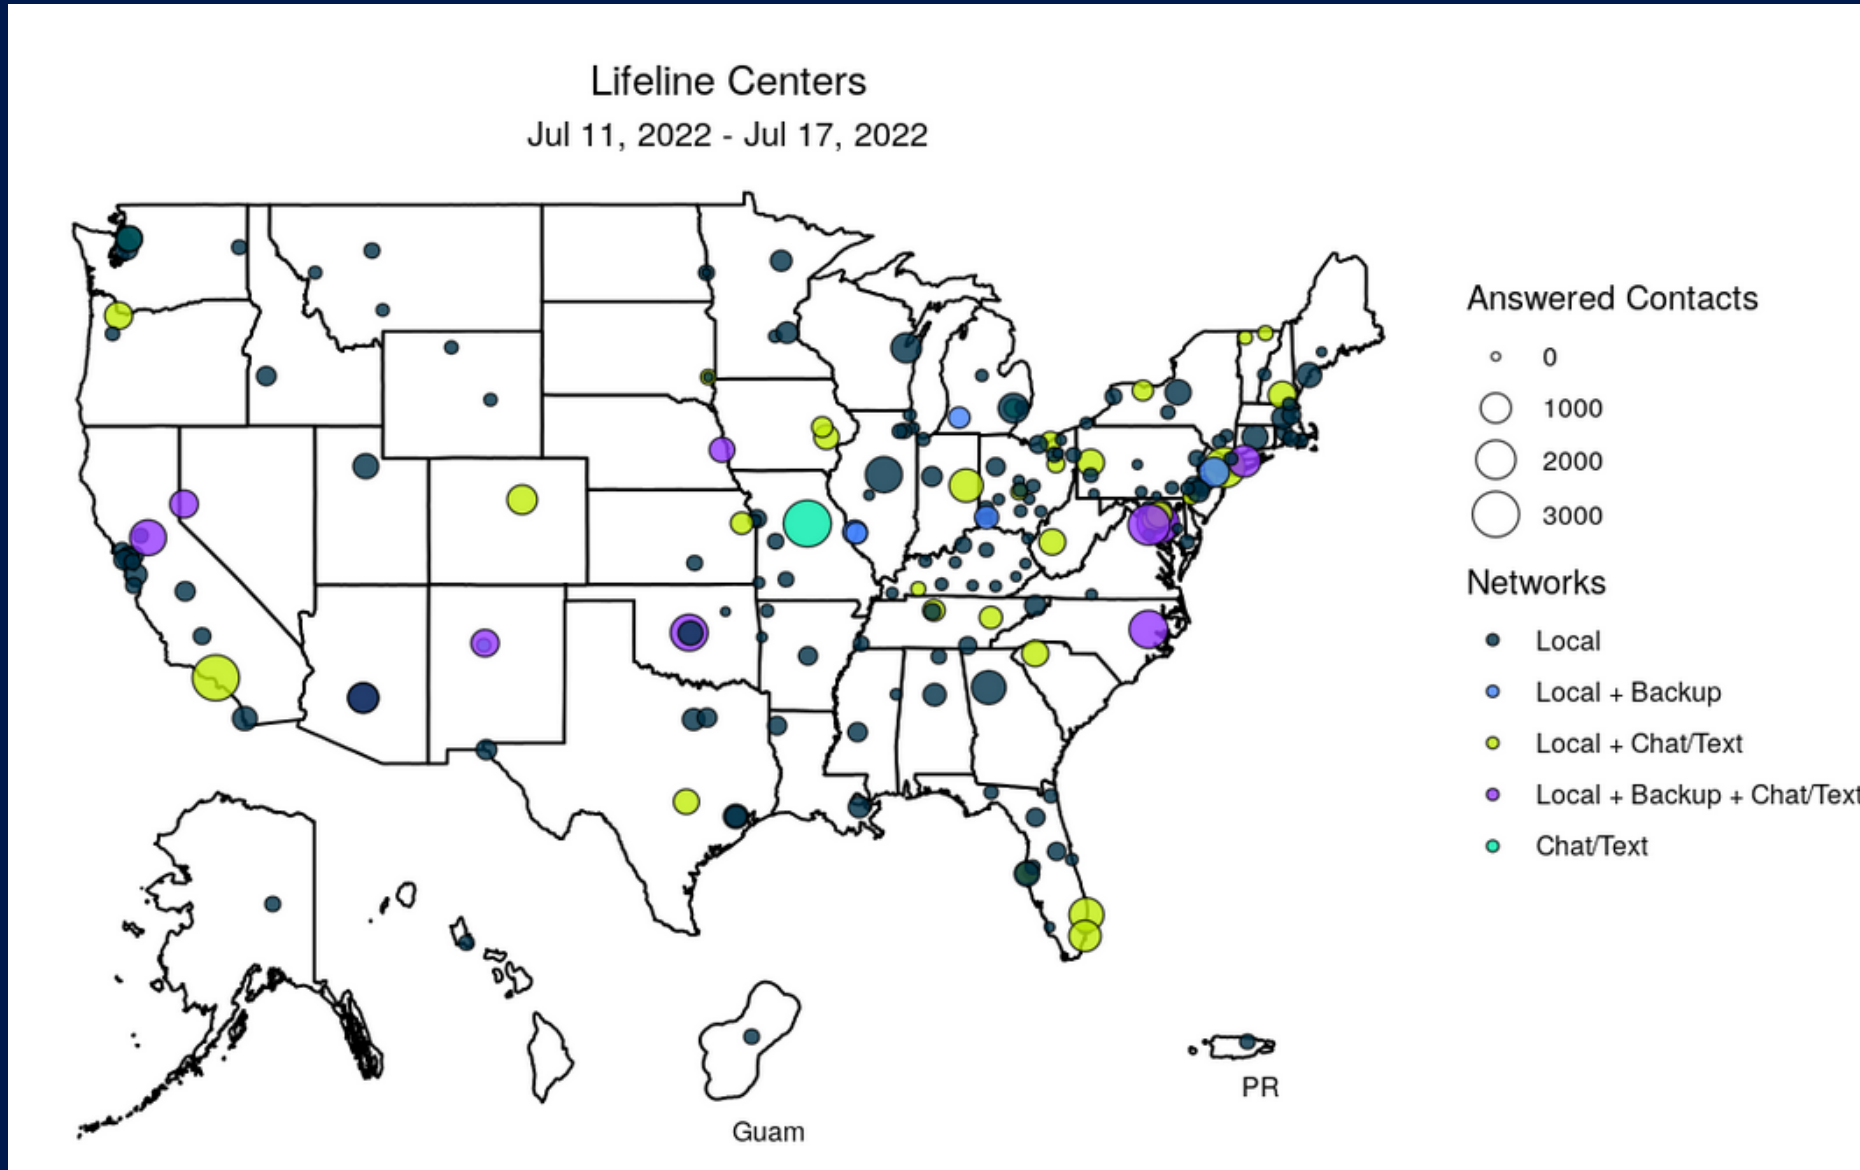 Lifeline Centers
Jul 11, 2022 - Jul 17, 2022
Answered Contacts
0
1000
2000
3000
Networks
Local
Local + Backup
Local + Chat/Text
Local + Backup + Chat/Text
Chat/Text
Guam
PR